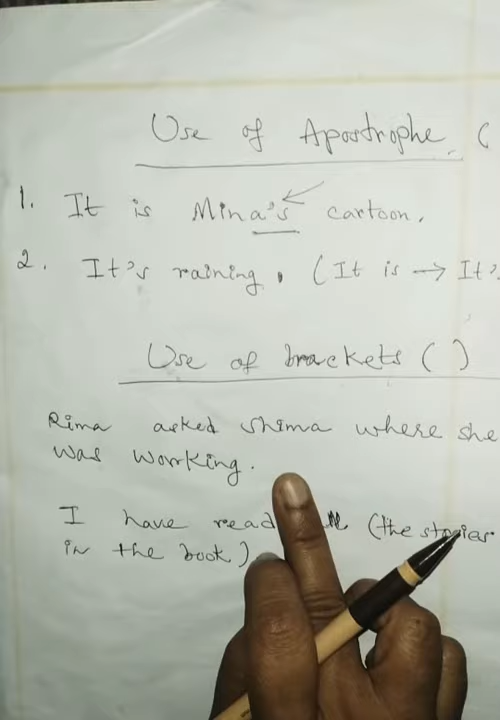 Use of Apostrophe (
1. It is Mina's cartoon.
2. It's raining. (It is → It's
Use of brackets ( )
Rima asked Shima where she
was working.
I have read (the stories
in the book)